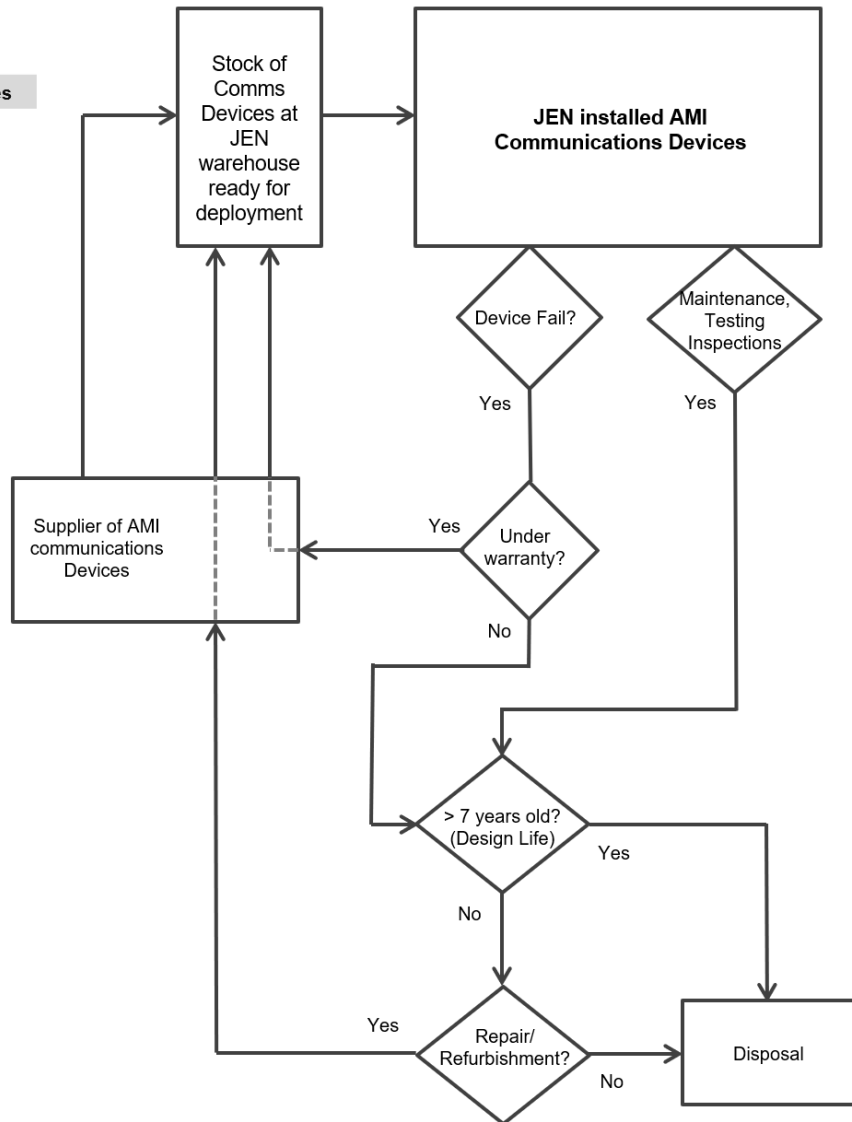 Stock of
Comms
Devices at
JEN
warehouse
ready for
deployment
JEN installed AMI
Communications Devices
Device Fail?
Maintenance,
Testing
Inspections
Yes
Yes
Supplier of AMI
communications
Devices
Yes
Under
warranty?
No
> 7 years old?
(Design Life)
Yes
No
Yes
Repair/
Refurbishment?
No
Disposal